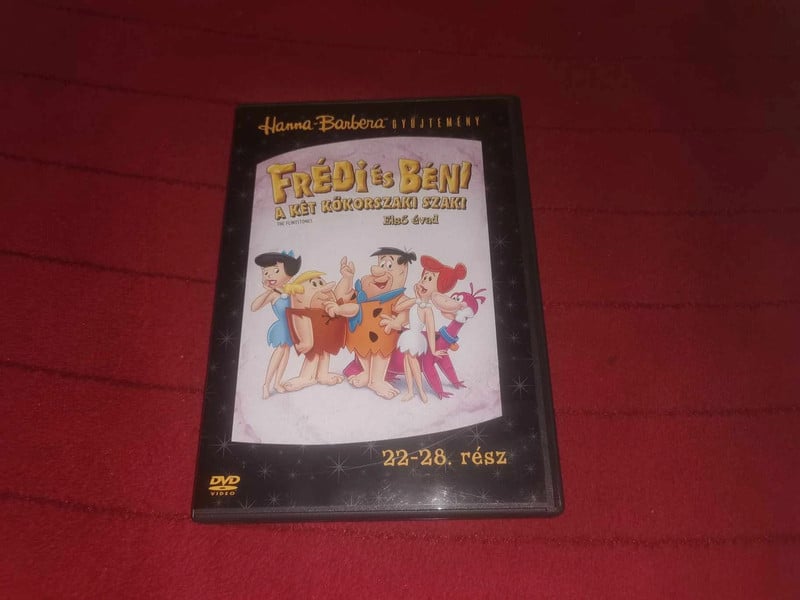 Hanna-Barbera GYŰJTEMÉNY
FRÉDI ÉS BÉNI
A KÉT KŐKORSZAKI SZAKI
THE FLINTSTONES
Első évad
22-28. rész
DVD
VIDEO